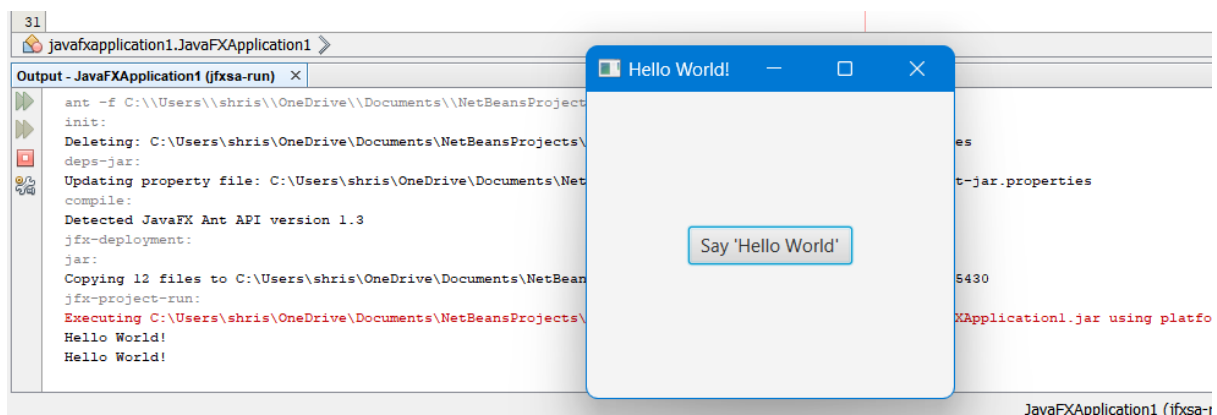 31
javafxapplication1.JavaFXApplication1
Output - JavaFXApplication1 (jfxsa-run) ×
ant -f C:\\Users\\shris\\OneDrive\\Documents\\NetBeansProject
init:
Deleting: C:\Users\shris\OneDrive\Documents\NetBeansProjects\ es
deps-jar:
Updating property file: C:\Users\shris\OneDrive\Documents\Net t-jar.properties
compile:
Detected JavaFX Ant API version 1.3
jfx-deployment:
jar:
Copying 12 files to C:\Users\shris\OneDrive\Documents\NetBean 5430
jfx-project-run:
Executing C:\Users\shris\OneDrive\Documents\NetBeansProjects\ XApplication1.jar using platfo
Hello World!
Hello World!
Hello World!
Say 'Hello World'
JavaFXApplication1 (jfxsa-r